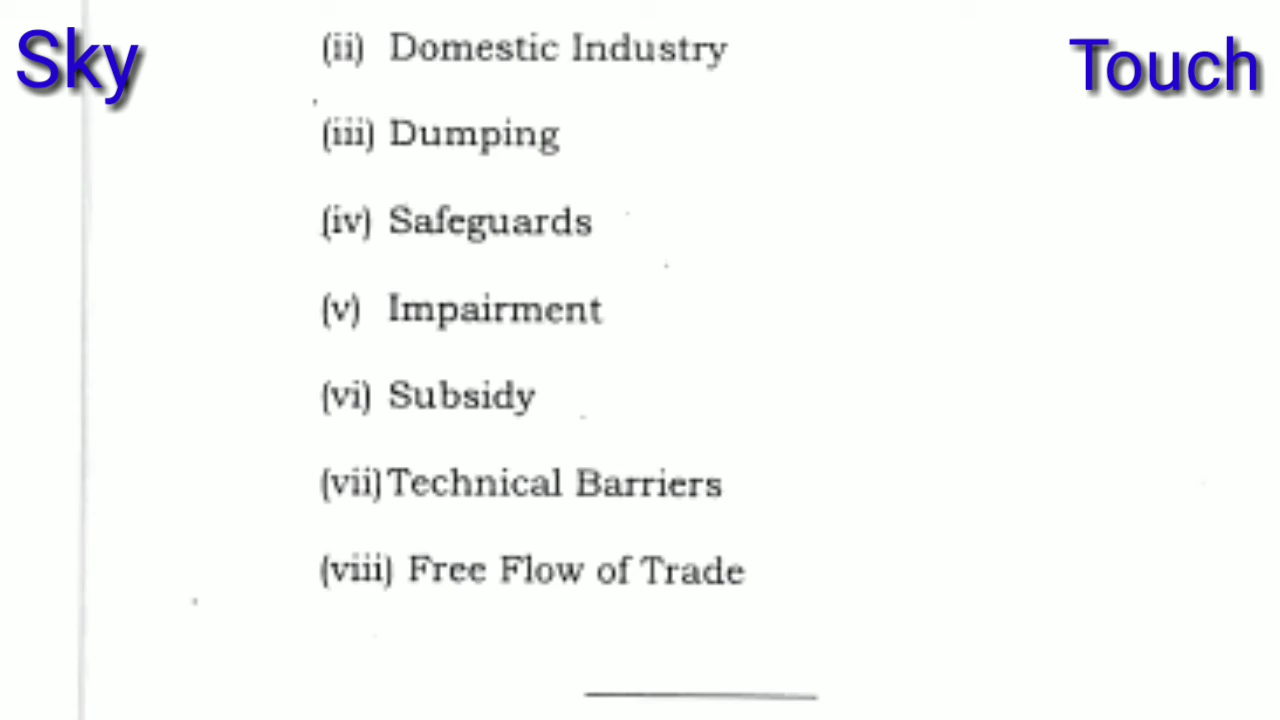 Sky
Touch
(ii) Domestic Industry
(iii) Dumping
(iv) Safeguards
(v) Impairment
(vi) Subsidy
(vii) Technical Barriers
(viii) Free Flow of Trade